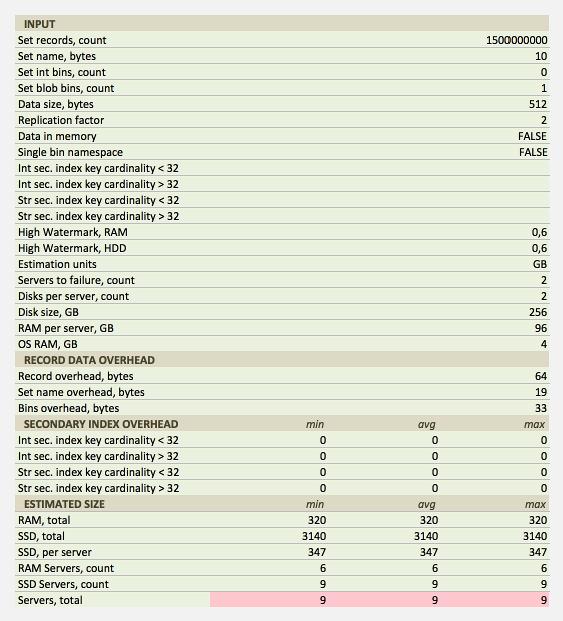 INPUT
Set records, count 1500000000
Set name, bytes 10
Set int bins, count 0
Set blob bins, count 1
Data size, bytes 512
Replication factor 2
Data in memory FALSE
Single bin namespace FALSE
Int sec. index key cardinality < 32
Int sec. index key cardinality > 32
Str sec. index key cardinality < 32
Str sec. index key cardinality > 32
High Watermark, RAM 0,6
High Watermark, HDD 0,6
Estimation units GB
Servers to failure, count 2
Disks per server, count 2
Disk size, GB 256
RAM per server, GB 96
OS RAM, GB 4
RECORD DATA OVERHEAD
Record overhead, bytes 64
Set name overhead, bytes 19
Bins overhead, bytes 33
SECONDARY INDEX OVERHEAD min avg max
Int sec. index key cardinality < 32 0 0 0
Int sec. index key cardinality > 32 0 0 0
Str sec. index key cardinality < 32 0 0 0
Str sec. index key cardinality > 32 0 0 0
ESTIMATED SIZE min avg max
RAM, total 320 320 320
SSD, total 3140 3140 3140
SSD, per server 347 347 347
RAM Servers, count 6 6 6
SSD Servers, count 9 9 9
Servers, total 9 9 9